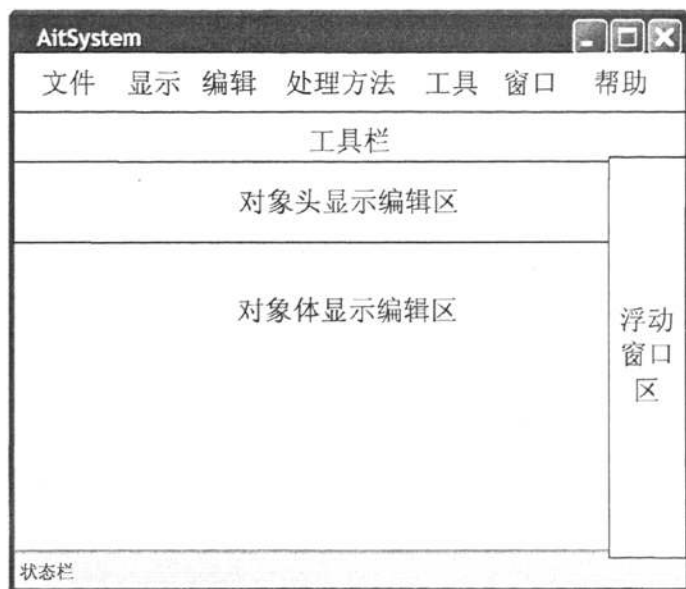 AitSystem
文件 显示 编辑 处理方法 工具 窗口 帮助
工具栏
对象头显示编辑区
对象体显示编辑区
浮动
窗口
区
状态栏